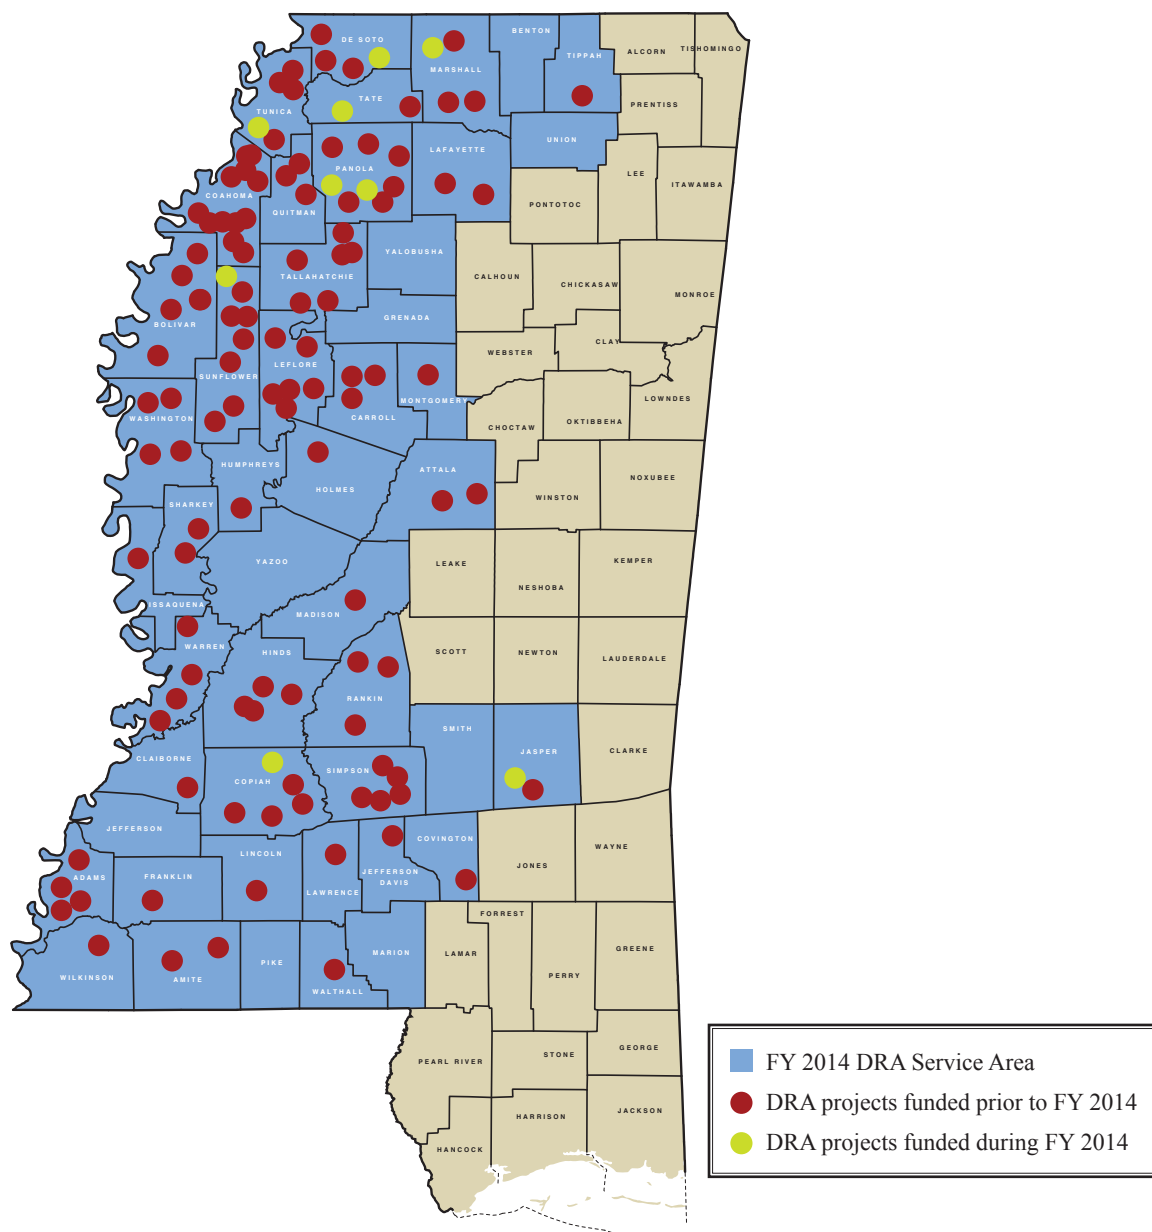 BENTON
DE SOTO
ALCORN
TISHOMINGO
TIPPAH
MARSHALL
TATE
PRENTISS
TUNICA
UNION
LAFAYETTE
PANOLA
LEE
ITAWAMBA
COAHOMA
PONTOTOC
QUITMAN
YALOBUSHA
TALLAHATCHIE
CALHOUN
CHICKASAW
MONROE
GRENADA
BOLIVAR
CLAY
WEBSTER
LEFLORE
SUNFLOWER
MONTGOMERY
LOWNDES
WASHINGTON
CARROLL
OKTIBBEHA
CHOCTAW
HUMPHREYS
ATTALA
NOXUBEE
HOLMES
WINSTON
SHARKEY
YAZOO
LEAKE
KEMPER
NESHOBA
ISSAQUENA
MADISON
WARREN
HINDS
SCOTT
NEWTON
LAUDERDALE
RANKIN
SMITH
JASPER
CLARKE
CLAIBORNE
SIMPSON
COPIAH
JEFFERSON
COVINGTON
WAYNE
LINCOLN
JONES
JEFFERSON
DAVIS
ADAMS
FRANKLIN
LAWRENCE
FORREST
GREENE
MARION
LAMAR
PIKE
PERRY
WILKINSON
AMITE
WALTHALL
GEORGE
STONE
PEARL RIVER
JACKSON
HARRISON
HANCOCK
FY 2014 DRA Service Area
DRA projects funded prior to FY 2014
DRA projects funded during FY 2014